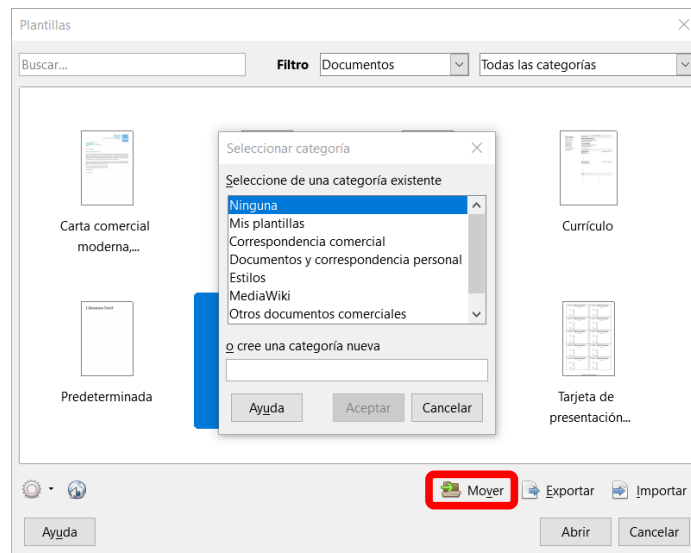 Plantillas
Buscar...
Filtro
Documentos
Todas las categorías
Seleccionar categoría
Seleccione de una categoría existente
Ninguna
Mis plantillas
Correspondencia comercial
Documentos y correspondencia personal
Estilos
MediaWiki
Otros documentos comerciales
o cree una categoría nueva
Ayuda
Aceptar
Cancelar
Carta comercial
moderna,...
Currículo
Liberation Serif
Predeterminada
Tarjeta de
presentación...
Mover
Exportar
Importar
Ayuda
Abrir
Cancelar